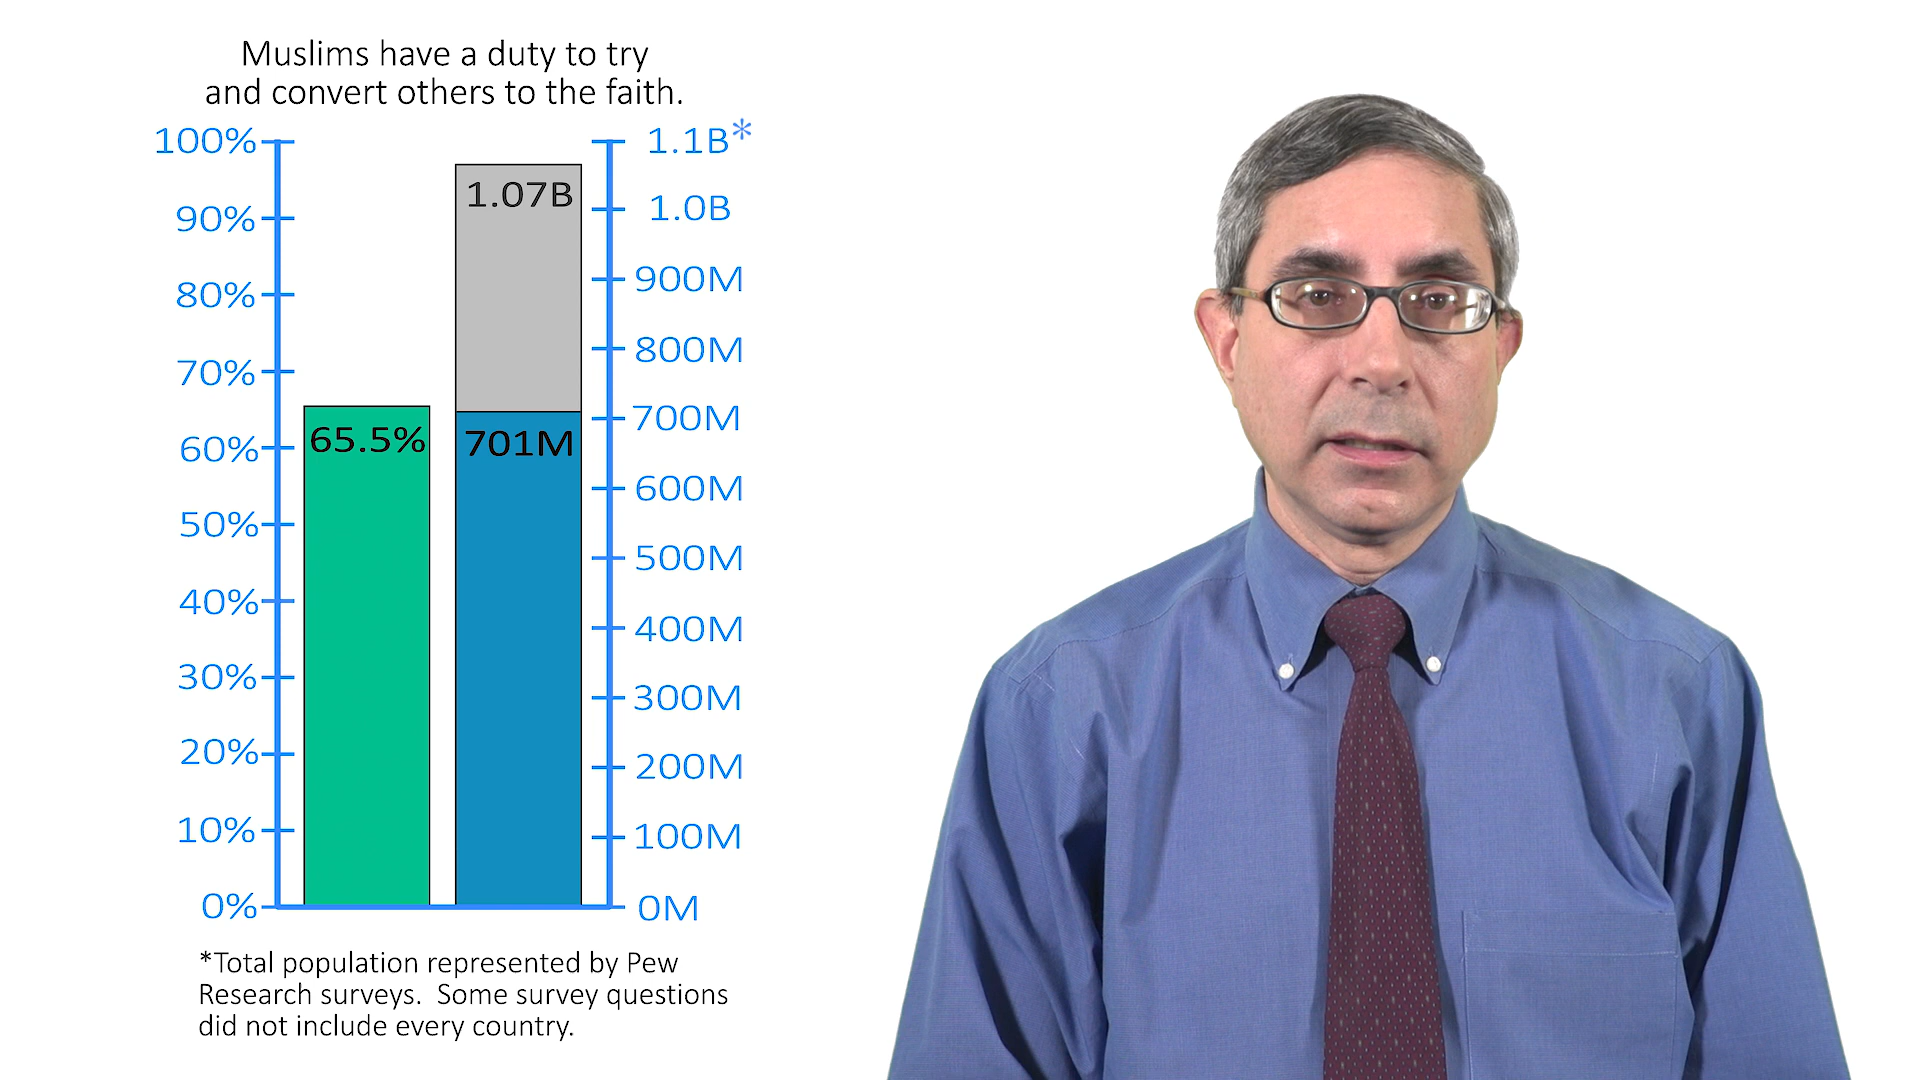 Muslims have a duty to try
and convert others to the faith.
100%
90%
80%
70%
60%
50%
40%
30%
20%
10%
0%
65.5%
1.07B
701M
1.1B*
1.0B
900M
800M
700M
600M
500M
400M
300M
200M
100M
0M
*Total population represented by Pew
Research surveys. Some survey questions
did not include every country.